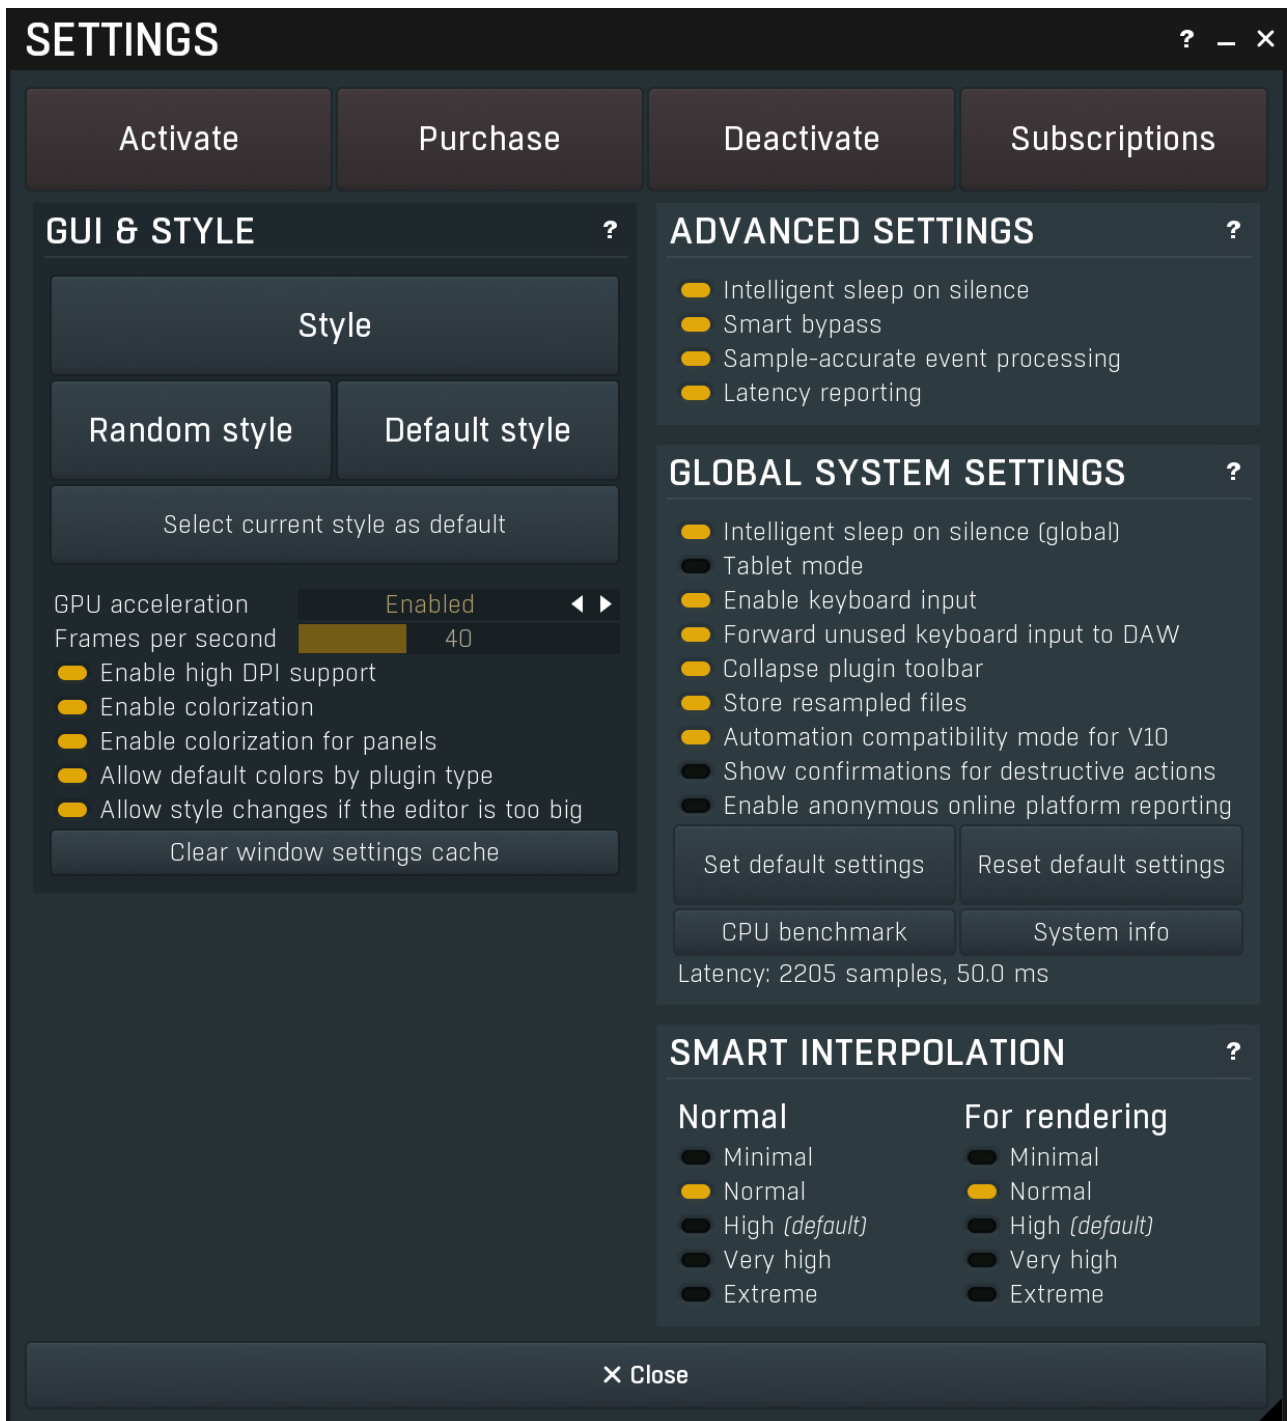 SETTINGS
? _ ×
Activate
Purchase
Deactivate
Subscriptions
GUI & STYLE ?
Style
Random style
Default style
Select current style as default
GPU acceleration Enabled
Frames per second 40
Enable high DPI support
Enable colorization
Enable colorization for panels
Allow default colors by plugin type
Allow style changes if the editor is too big
Clear window settings cache
ADVANCED SETTINGS ?
Intelligent sleep on silence
Smart bypass
Sample-accurate event processing
Latency reporting
GLOBAL SYSTEM SETTINGS ?
Intelligent sleep on silence (global)
Tablet mode
Enable keyboard input
Forward unused keyboard input to DAW
Collapse plugin toolbar
Store resampled files
Automation compatibility mode for V10
Show confirmations for destructive actions
Enable anonymous online platform reporting
Set default settings
Reset default settings
CPU benchmark
System info
Latency: 2205 samples, 50.0 ms
SMART INTERPOLATION ?
Normal
Minimal
Normal
High (default)
Very high
Extreme
For rendering
Minimal
Normal
High (default)
Very high
Extreme
× Close